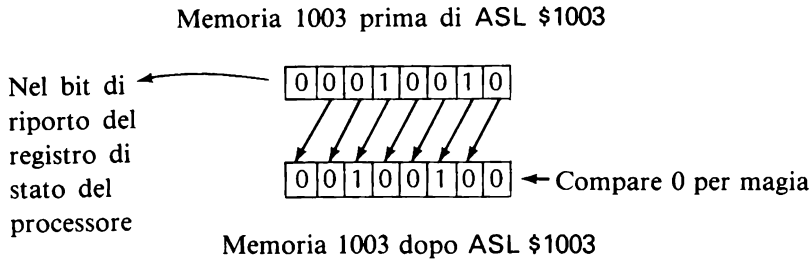 Memoria 1003 prima di ASL $1003
Nel bit di
riporto del
registro di
stato del
processore
0 0 0 1 0 0 1 0
0 0 1 0 0 1 0 0
Compare 0 per magia
Memoria 1003 dopo ASL $1003